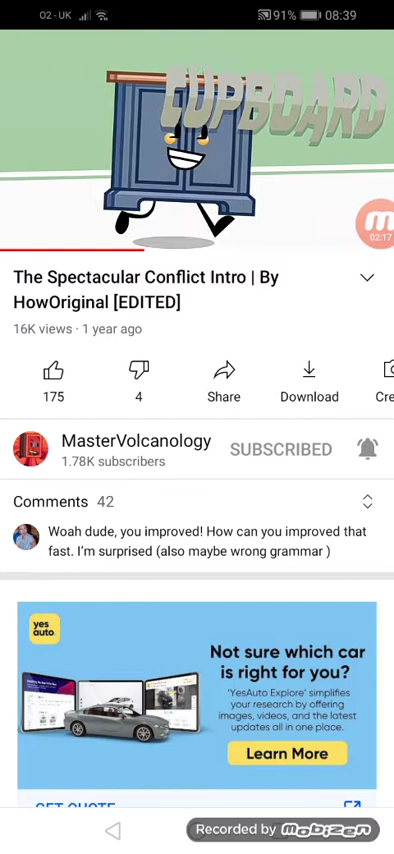 O2 - UK 91% 08:39
CUPBOARD
m
02:17
The Spectacular Conflict Intro | By
HowOriginal [EDITED]
16K views · 1 year ago
175 4 Share Download Cre
MasterVolcanology SUBSCRIBED
1.78K subscribers
Comments 42
Woah dude, you improved! How can you improved that
fast. I'm surprised (also maybe wrong grammar )
yes
auto
Not sure which car
is right for you?
'YesAuto Explore' simplifies
your research by offering
images, videos, and the latest
updates all in one place.
Learn More
GET QUOTE
Recorded by mobizen